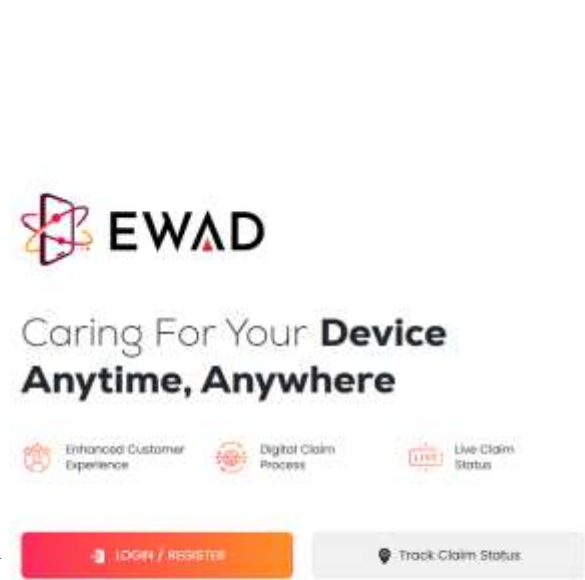 EWAD
Caring For Your Device
Anytime, Anywhere
Enhanced Customer
Experience
Digital Claim
Process
LIVE
Live Claim
Status
LOGIN / REGISTER
Track Claim Status